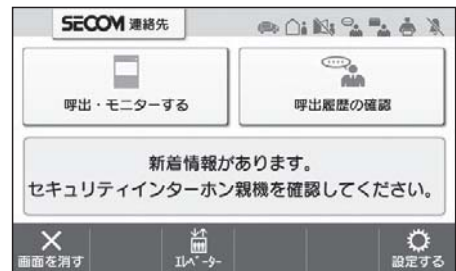 SECOM 連絡先
呼出・モニターする
呼出履歴の確認
新着情報があります。
セキュリティインターホン親機を確認してください。
画面を消す
ｴﾚﾍﾞｰﾀｰ
設定する